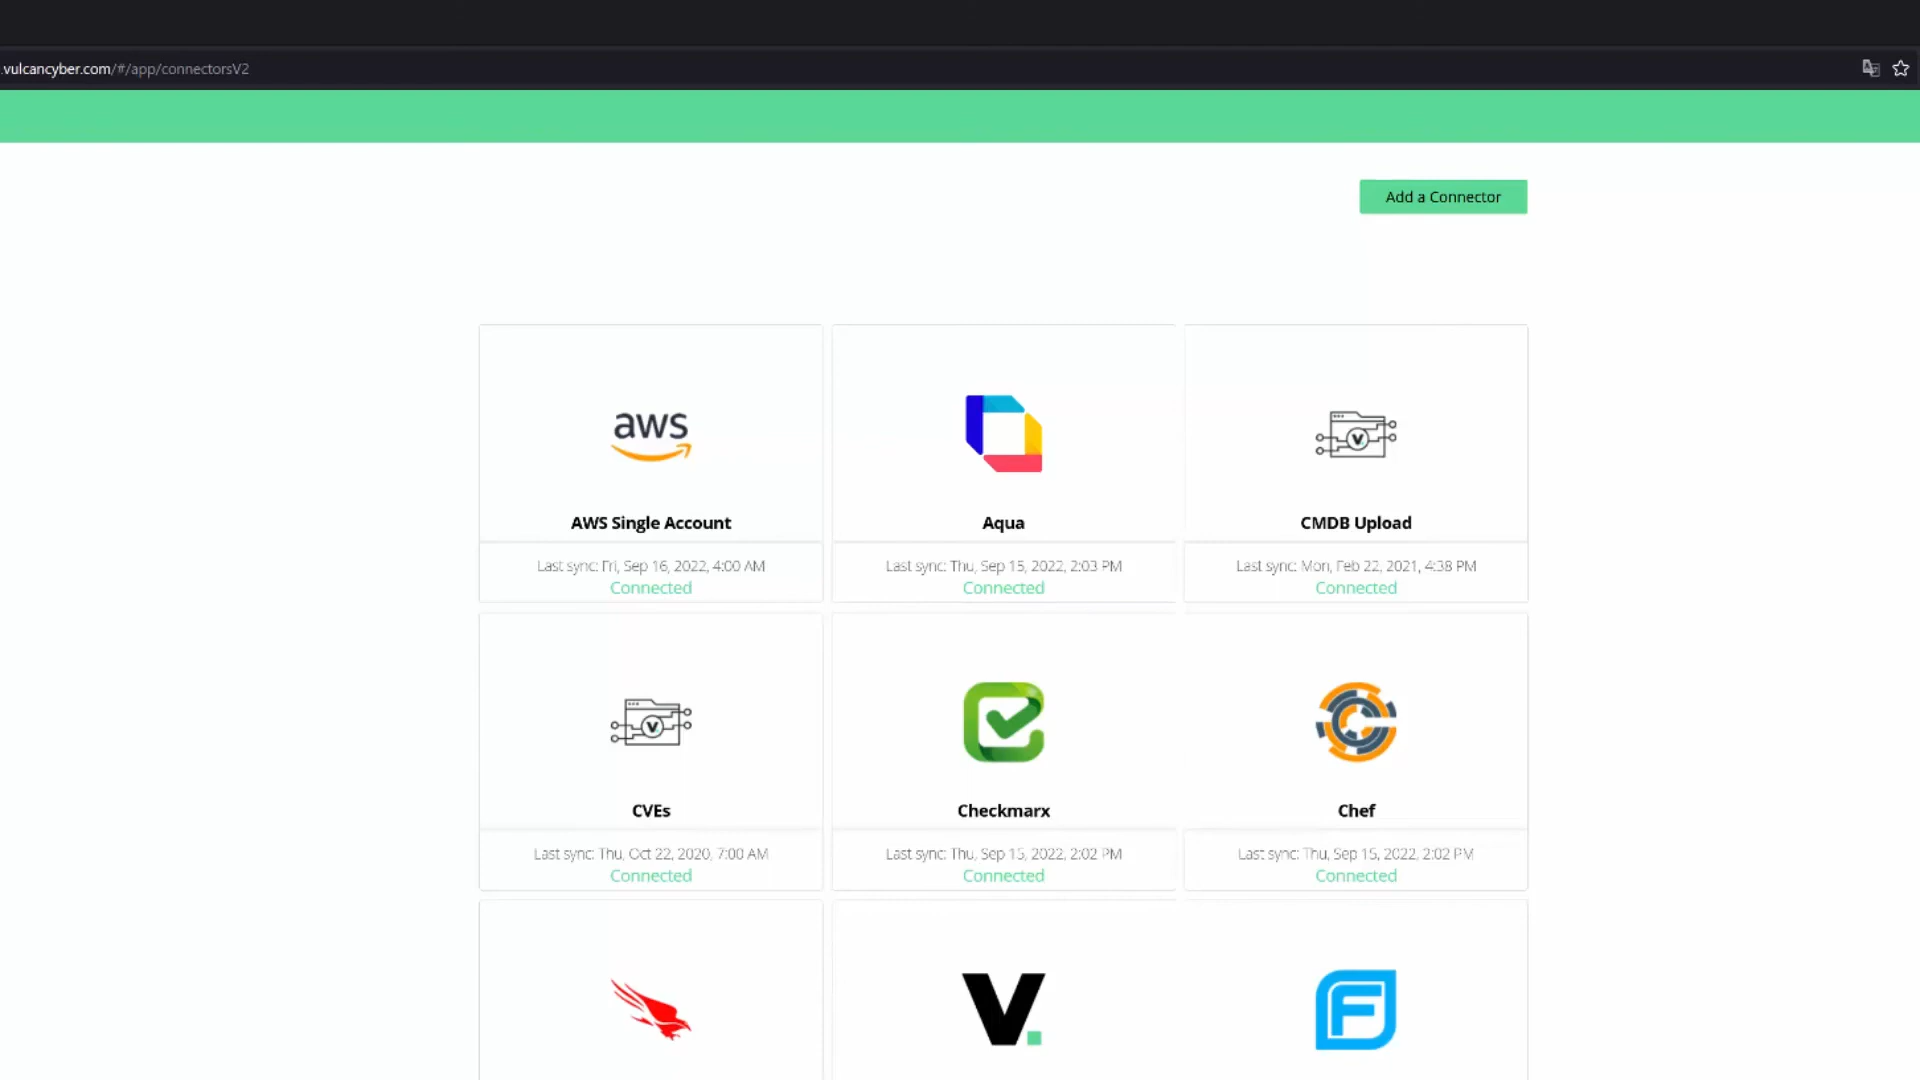 .vulcancyber.com/#/app/connectorsV2
Add a Connector
aws
AWS Single Account
Last sync: Fri, Sep 16, 2022, 4:00 AM
Connected
Aqua
Last sync: Thu, Sep 15, 2022, 2:03 PM
Connected
V
CMDB Upload
Last sync: Mon, Feb 22, 2021, 4:38 PM
Connected
V
CVEs
Last sync: Thu, Oct 22, 2020, 7:00 AM
Connected
Checkmarx
Last sync: Thu, Sep 15, 2022, 2:02 PM
Connected
Chef
Last sync: Thu, Sep 15, 2022, 2:02 PM
Connected
V.
F